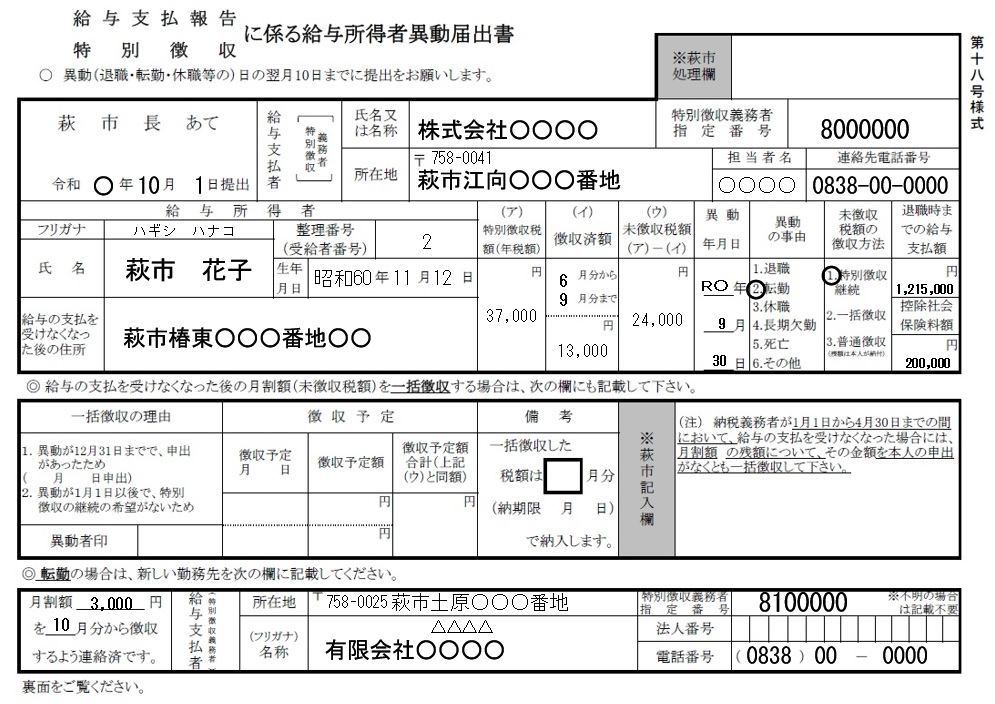 給与支払報告
特別徴収
に係る給与所得者異動届出書
○ 異動(退職・転勤・休職等の)日の翌月10日までに提出をお願いします。
※萩市
処理欄
第十八号様式
萩市長 あて
令和 〇年10月 1日提出
給与支払者
特別徴収
義務者
氏名又
は名称
株式会社〇〇〇〇
特別徴収義務者
指定番号
8000000
所在地
〒758-0041
萩市江向〇〇〇番地
担当者名
〇〇〇〇
連絡先電話番号
0838-00-0000
給与所得者
フリガナ
ハギシ ハナコ
整理番号
(受給者番号)
2
氏名
萩市 花子
生年
月日
昭和60年11月12日
給与の支払を
受けなくなっ
た後の住所
萩市椿東〇〇〇番地〇〇
(ア)
特別徴収税
額(年税額)
円
37,000
(イ)
徴収済額
6 月分から
9 月分まで
円
13,000
(ウ)
未徴収税額
(ア)-(イ)
円
24,000
異動
年月日
R〇 年
9 月
30 日
異動
の事由
1.退職
2.転勤
3.休職
4.長期欠勤
5.死亡
6.その他
未徴収
税額の
徴収方法
1.特別徴収
継続
2.一括徴収
3.普通徴収
(残額は本人が納付)
退職時ま
での給与
支払額
円
1,215,000
控除社会
保険料額
円
200,000
◎ 給与の支払を受けなくなった後の月割額(未徴収税額)を一括徴収する場合は、次の欄にも記載して下さい。
一括徴収の理由
1. 異動が12月31日までで、申出
があったため
( 月 日申出)
2. 異動が1月1日以後で、特別
徴収の継続の希望がないため
異動者印
徴収予定
徴収予定
月 日
徴収予定額
円
円
徴収予定額
合計(上記
(ウ)と同額)
円
備考
一括徴収した
税額は 月分
(納期限 月 日)
で納入します。
※萩市記入欄
(注) 納税義務者が1月1日から4月30日までの間
において、給与の支払を受けなくなった場合には、
月割額 の残額について、その金額を本人の申出
がなくとも一括徴収して下さい。
◎ 転勤の場合は、新しい勤務先を次の欄に記載してください。
月割額 3,000 円
を 10 月分から徴収
するよう連絡済です。
給与支払者
(特別徴収義務者)
所在地
〒758-0025 萩市土原〇〇〇番地
(フリガナ)
名称
△△△△
有限会社〇〇〇〇
特別徴収義務者
指定番号
8100000
※不明の場合
は記載不要
法人番号
電話番号
(0838)00 - 0000
裏面をご覧ください。